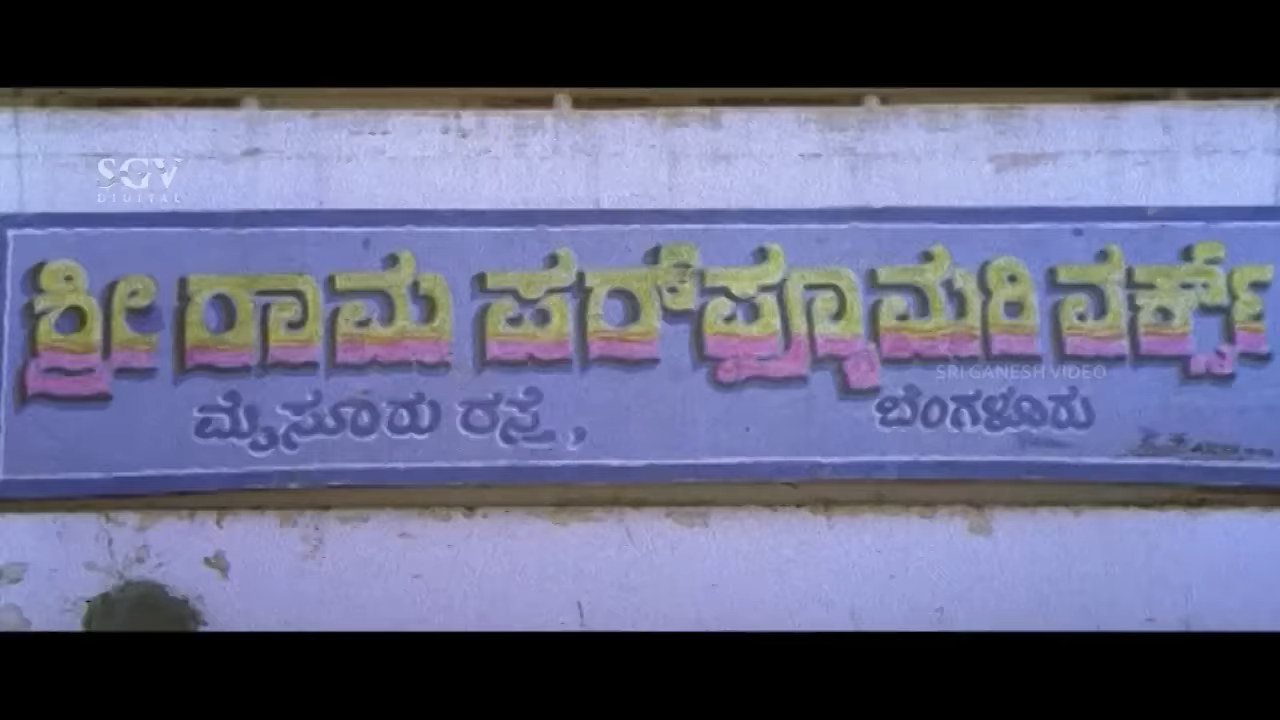 SGV
DIGITAL
ಶ್ರೀ ರಾಮ ಪರ್ಫ್ಯೂಮರಿ ವರ್ಕ್ಸ್
SRI GANESH VIDEO
ಮೈಸೂರು ರಸ್ತೆ, ಬೆಂಗಳೂರು